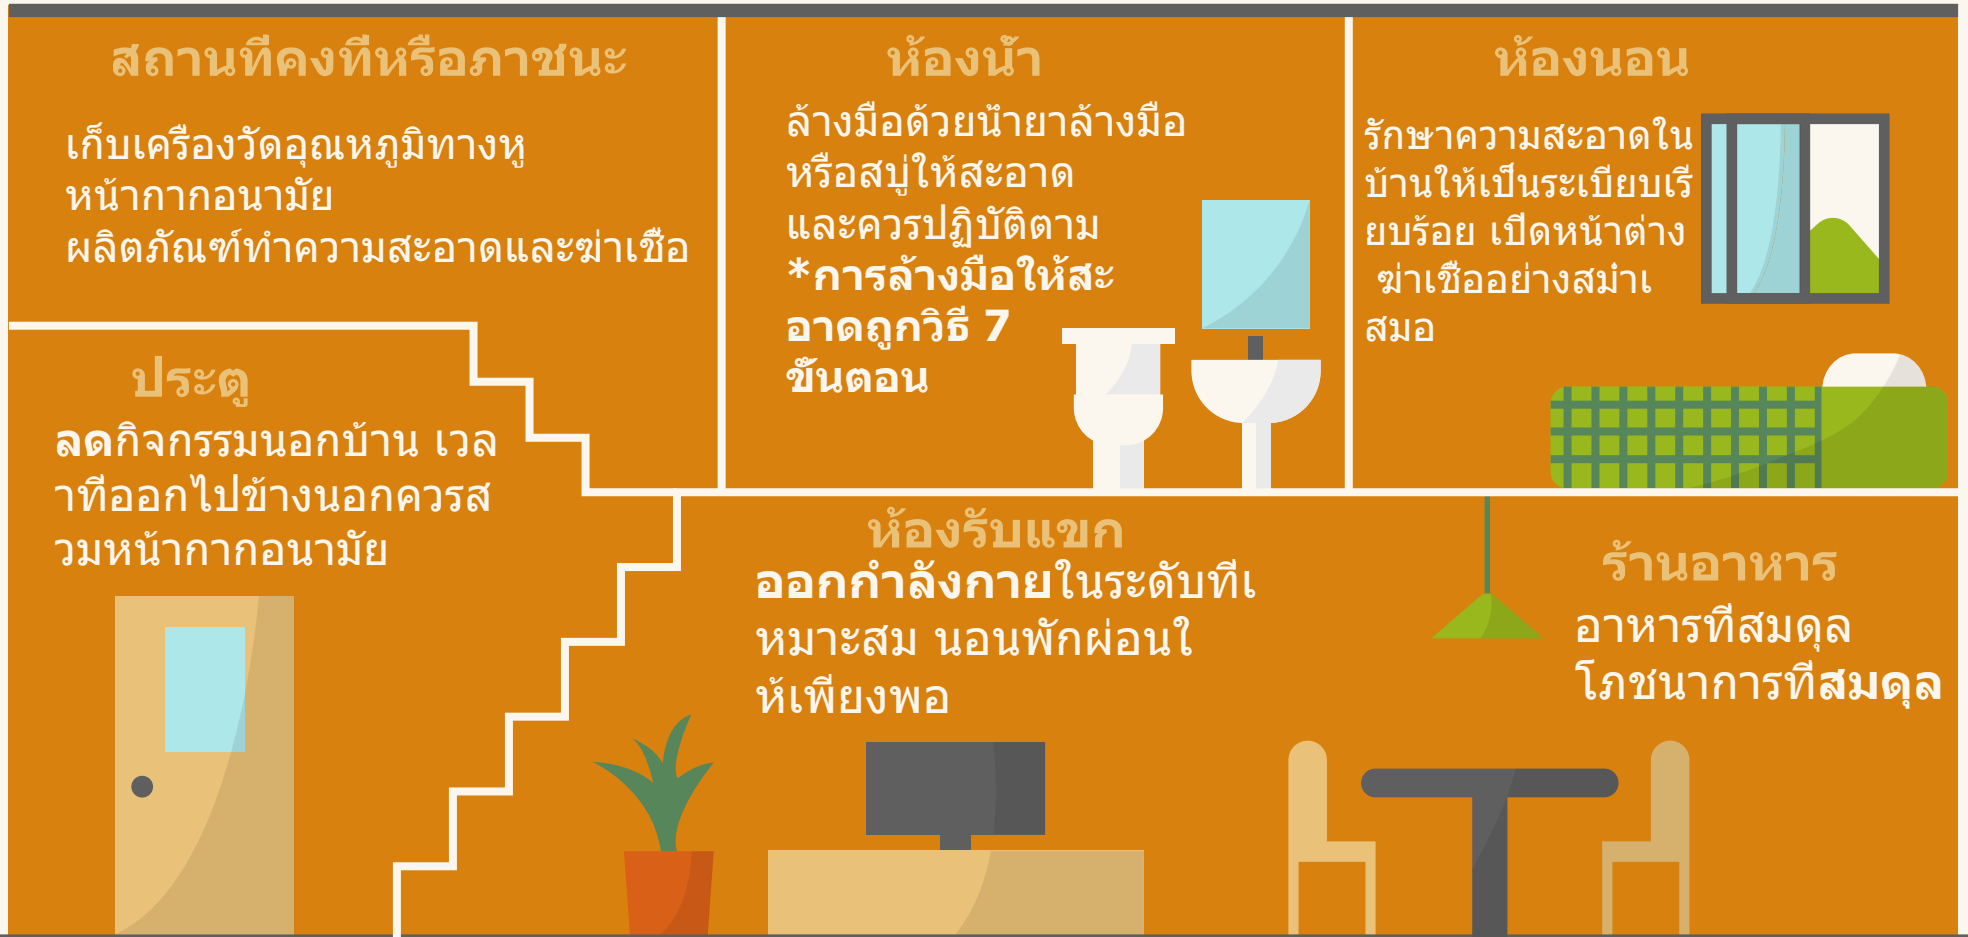 สถานที่คงที่หรือภาชนะ
เก็บเครื่องวัดอุณหภูมิทางหู
หน้ากากอนามัย
ผลิตภัณฑ์ทำความสะอาดและฆ่าเชื้อ
ห้องน้ำ
ล้างมือด้วยน้ำยาล้างมือ
หรือสบู่ให้สะอาด
และควรปฏิบัติตาม
*การล้างมือให้สะ
อาดถูกวิธี 7
ขั้นตอน
ห้องนอน
รักษาความสะอาดใน
บ้านให้เป็นระเบียบเรี
ยบร้อย เปิดหน้าต่าง
ฆ่าเชื้ออย่างสม่ำเ
สมอ
ประตู
ลดกิจกรรมนอกบ้าน เวล
าที่ออกไปข้างนอกควรส
วมหน้ากากอนามัย
ห้องรับแขก
ออกกำลังกายในระดับที่เ
หมาะสม นอนพักผ่อนใ
ห้เพียงพอ
ร้านอาหาร
อาหารที่สมดุล
โภชนาการที่สมดุล